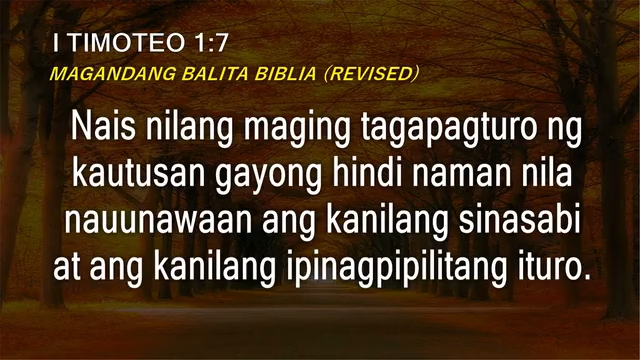 I TIMOTEO 1:7
MAGANDANG BALITA BIBLIA (REVISED)
Nais nilang maging tagapagturo ng
kautusan gayong hindi naman nila
nauunawaan ang kanilang sinasabi
at ang kanilang ipinagpipilitang ituro.